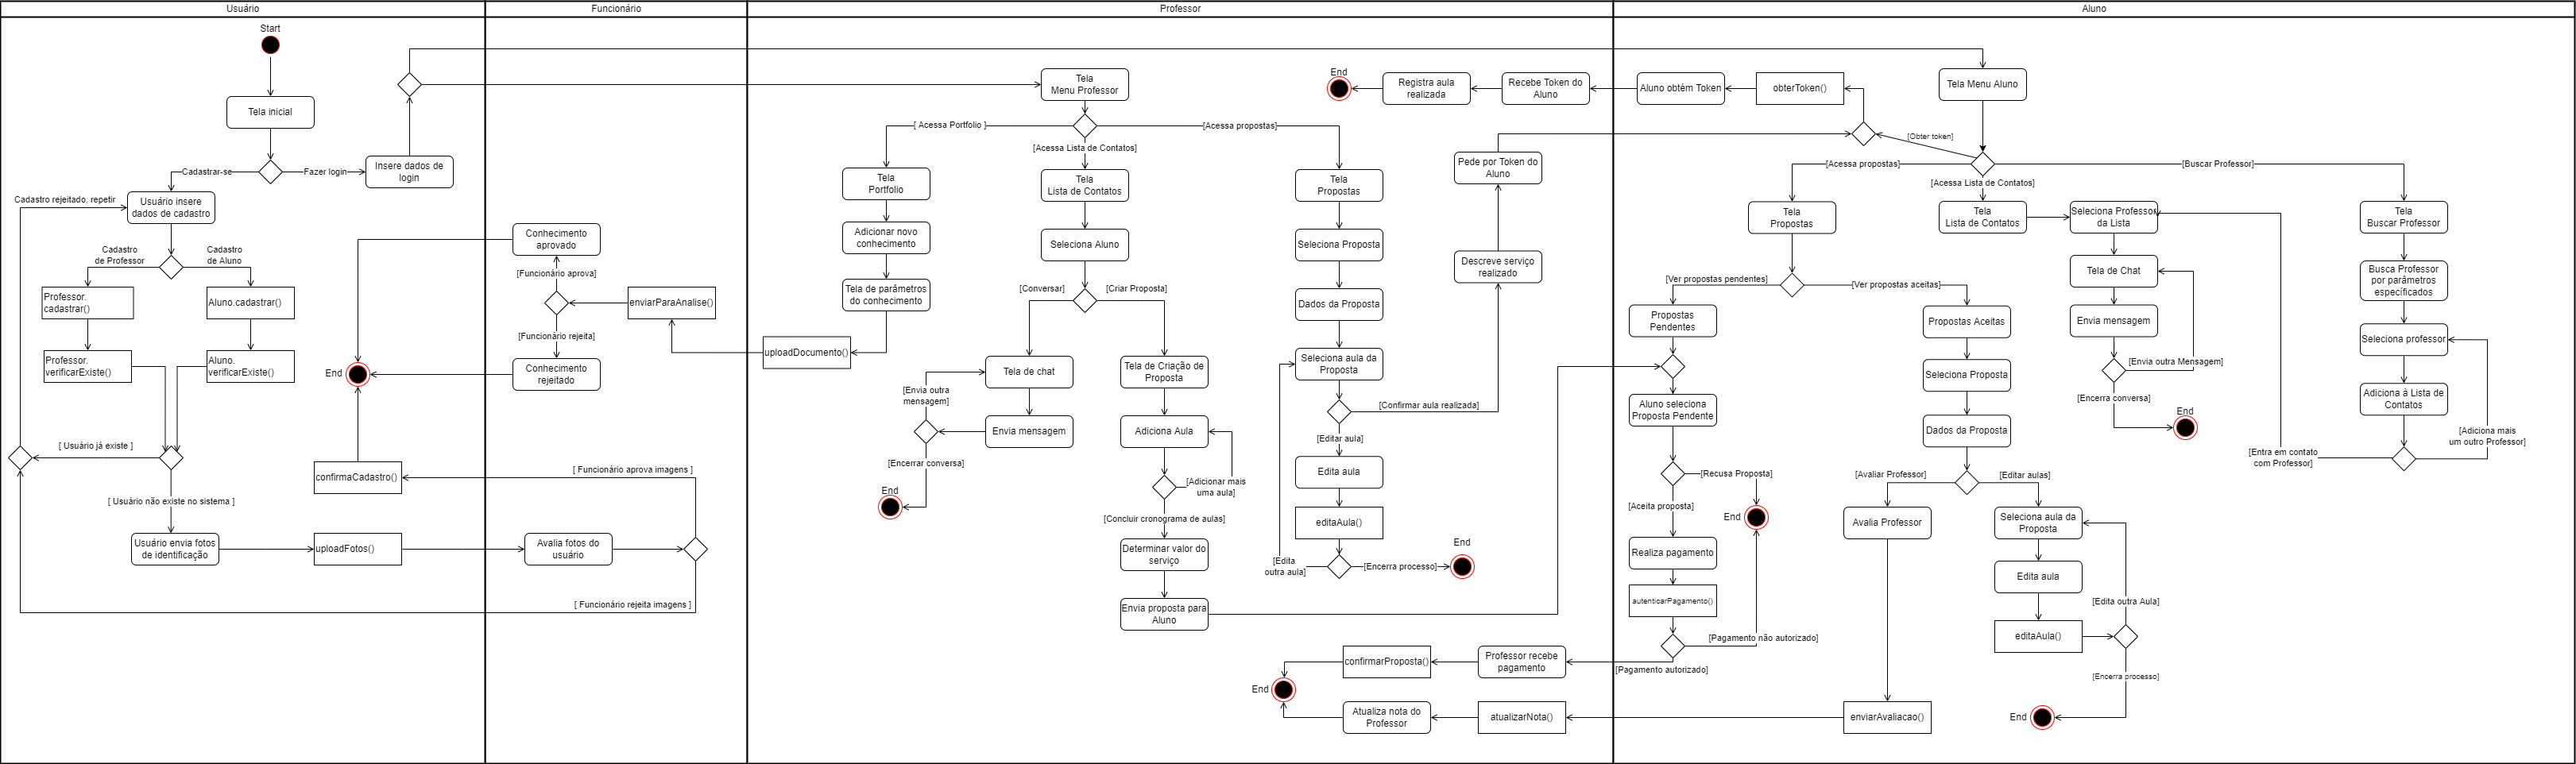 Usuário
Funcionário
Professor
Aluno
Start
Tela inicial
Cadastrar-se
Fazer login
Insere dados de
login
Cadastro rejeitado, repetir
Usuário insere
dados de cadastro
Cadastro
de Professor
Cadastro
de Aluno
Professor.
cadastrar()
Aluno.cadastrar()
Professor.
verificarExiste()
Aluno.
verificarExiste()
[ Usuário já existe ]
[ Usuário não existe no sistema ]
Usuário envia fotos
de identificação
uploadFotos()
confirmaCadastro()
End
Conhecimento
aprovado
[Funcionário aprova]
enviarParaAnalise()
[Funcionário rejeita]
Conhecimento
rejeitado
[ Funcionário aprova imagens ]
Avalia fotos do
usuário
[ Funcionário rejeita imagens ]
Tela
Menu Professor
[ Acessa Portfolio ]
[Acessa Lista de Contatos]
[Acessa propostas]
Tela
Portfolio
Adicionar novo
conhecimento
Tela de parâmetros
do conhecimento
uploadDocumento()
Tela
Lista de Contatos
Seleciona Aluno
[Conversar]
[Criar Proposta]
Tela de chat
Envia mensagem
[Envia outra
mensagem]
[Encerrar conversa]
End
Tela de Criação de
Proposta
Adiciona Aula
[Adicionar mais
uma aula]
[Concluir cronograma de aulas]
Determinar valor do
serviço
Envia proposta para
Aluno
Tela
Propostas
Seleciona Proposta
Dados da Proposta
Seleciona aula da
Proposta
[Confirmar aula realizada]
[Editar aula]
Edita aula
editaAula()
[Edita
outra aula]
[Encerra processo]
End
Descreve serviço
realizado
Pede por Token do
Aluno
End
Registra aula
realizada
Recebe Token do
Aluno
Aluno obtém Token
obterToken()
[Obter token]
Tela Menu Aluno
[Acessa propostas]
[Acessa Lista de Contatos]
[Buscar Professor]
Tela
Propostas
[Ver propostas pendentes]
[Ver propostas aceitas]
Propostas
Pendentes
Aluno seleciona
Proposta Pendente
[Recusa Proposta]
[Aceita proposta]
End
Realiza pagamento
autenticarPagamento()
[Pagamento não autorizado]
[Pagamento autorizado]
Professor recebe
pagamento
confirmarProposta()
End
Atualiza nota do
Professor
atualizarNota()
enviarAvaliacao()
Propostas Aceitas
Seleciona Proposta
Dados da Proposta
[Avaliar Professor]
[Editar aulas]
Avalia Professor
Seleciona aula da
Proposta
Edita aula
editaAula()
[Edita outra Aula]
[Encerra processo]
End
Tela
Lista de Contatos
Seleciona Professor
da Lista
Tela de Chat
Envia mensagem
[Envia outra Mensagem]
[Encerra conversa]
End
Tela
Buscar Professor
Busca Professor
por parâmetros
específicados
Seleciona professor
Adiciona á Lista de
Contatos
[Adiciona mais
um outro Professor]
[Entra em contato
com Professor]